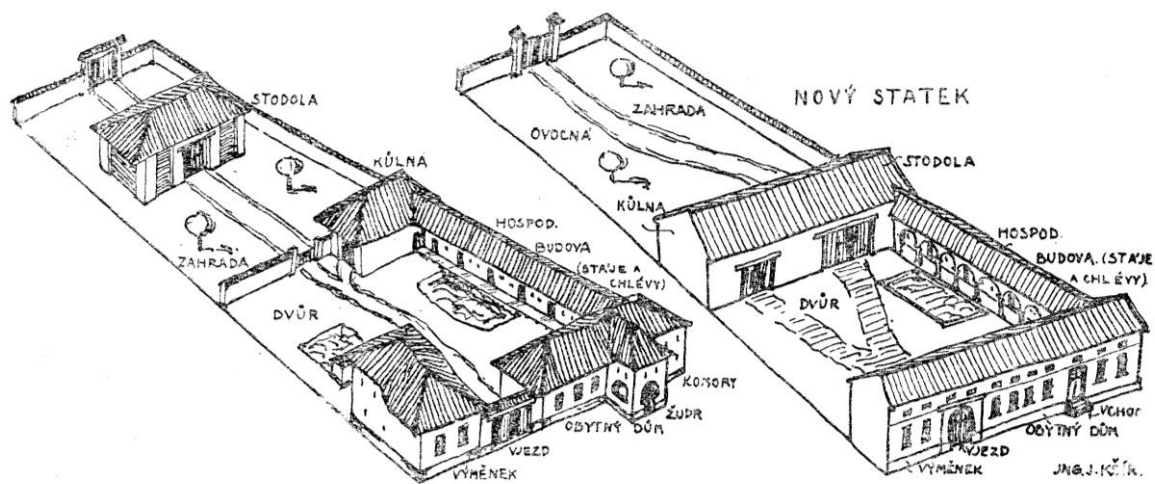 STODOLA
KŮLNA
HOSPOD.
BUDOVA
(STÁJE A
CHLÉVY)
ZAHRADA
DVŮR
KOMORY
ŽUDR
OBYTNÝ DŮM
VJEZD
VÝMĚNEK
NOVÝ STATEK
ZAHRADA
OVOCNÁ
STODOLA
KŮLNA
HOSPOD.
BUDOVA. (STÁJE
A CHLÉVY)
DVŮR
VCHOD
OBYTNÝ DŮM
VJEZD
VÝMĚNEK
ING. J.